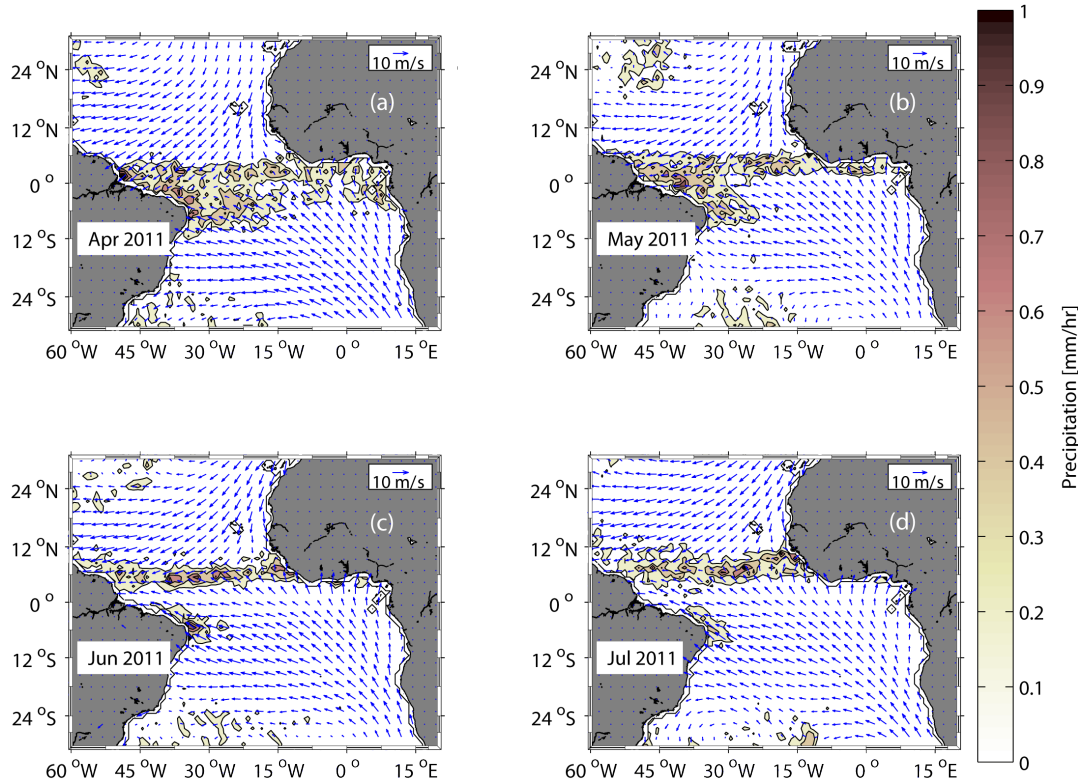 10 m/s
(a)
Apr 2011
24 °N
12 °N
0 °
12 °S
24 °S
60 °W
45 °W
30 °W
15 °W
0 °
15 °E
10 m/s
(b)
May 2011
24 °N
12 °N
0 °
12 °S
24 °S
60 °W
45 °W
30 °W
15 °W
0 °
15 °E
10 m/s
(c)
Jun 2011
24 °N
12 °N
0 °
12 °S
24 °S
60 °W
45 °W
30 °W
15 °W
0 °
15 °E
10 m/s
(d)
Jul 2011
24 °N
12 °N
0 °
12 °S
24 °S
60 °W
45 °W
30 °W
15 °W
0 °
15 °E
1
0.9
0.8
0.7
0.6
0.5
0.4
0.3
0.2
0.1
0
Precipitation [mm/hr]